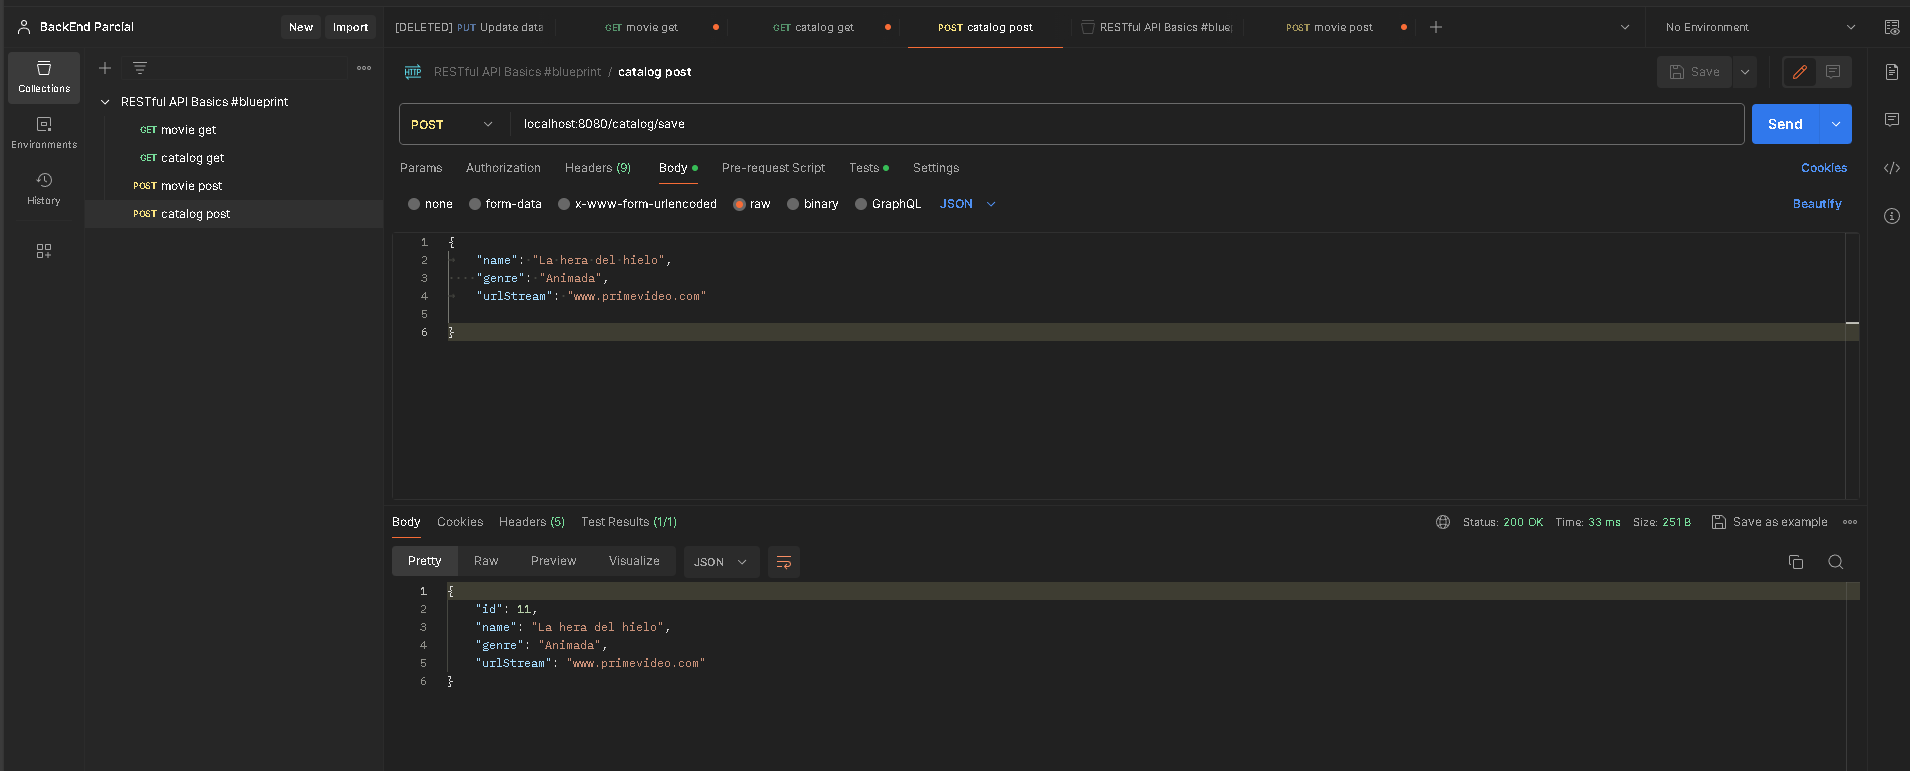 BackEnd Parcial
New
Import
[DELETED] PUT Update data
GET movie get
GET catalog get
POST catalog post
RESTful API Basics #blue
POST movie post
No Environment
Collections
Environments
History
RESTful API Basics #blueprint
GET movie get
GET catalog get
POST movie post
POST catalog post
HTTP RESTful API Basics #blueprint / catalog post
Save
POST
localhost:8080/catalog/save
Send
Params Authorization Headers (9) Body Pre-request Script Tests Settings
Cookies
none form-data x-www-form-urlencoded raw binary GraphQL JSON
Beautify
1 {
2 "name": "La hera del hielo",
3 "genre": "Animada",
4 "urlStream": "www.primevideo.com"
5
6 }
Body Cookies Headers (5) Test Results (1/1)
Status: 200 OK Time: 33 ms Size: 251 B Save as example
Pretty Raw Preview Visualize JSON
1 {
2 "id": 11,
3 "name": "La hera del hielo",
4 "genre": "Animada",
5 "urlStream": "www.primevideo.com"
6 }